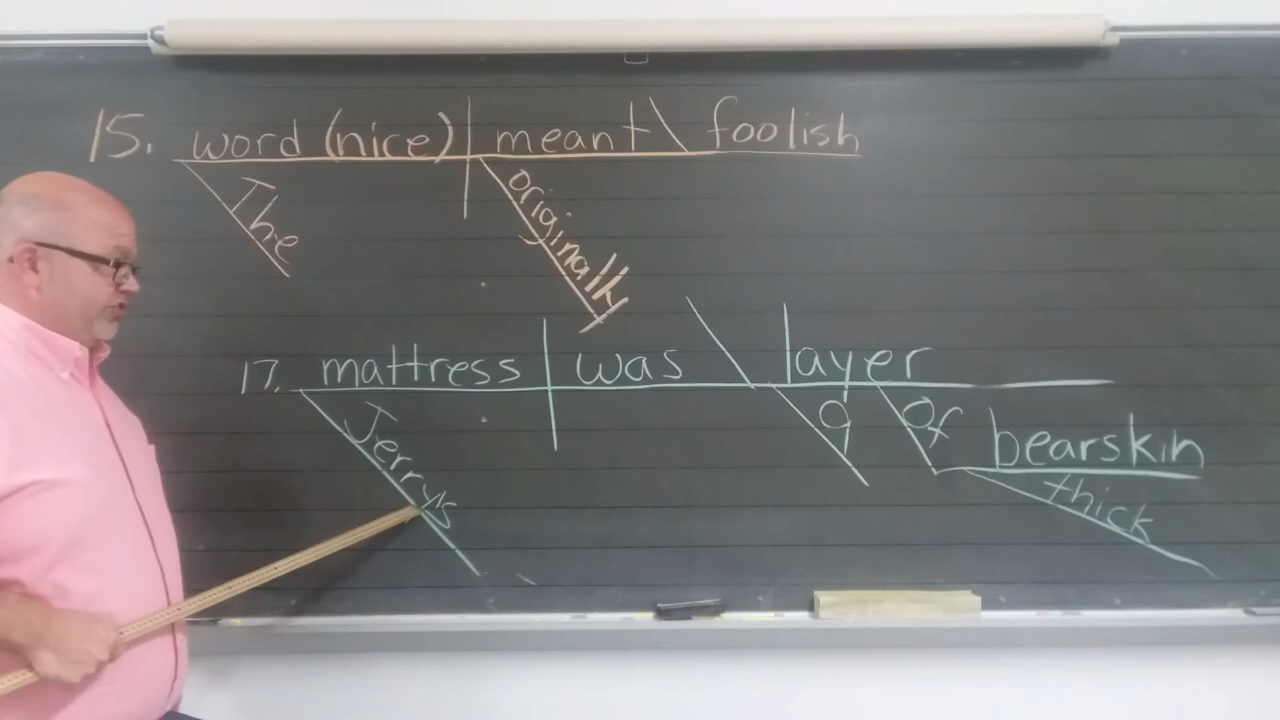 15. word (nice) meant foolish
The originally
17. mattress was layer
Jerry's a of bearskin
thick